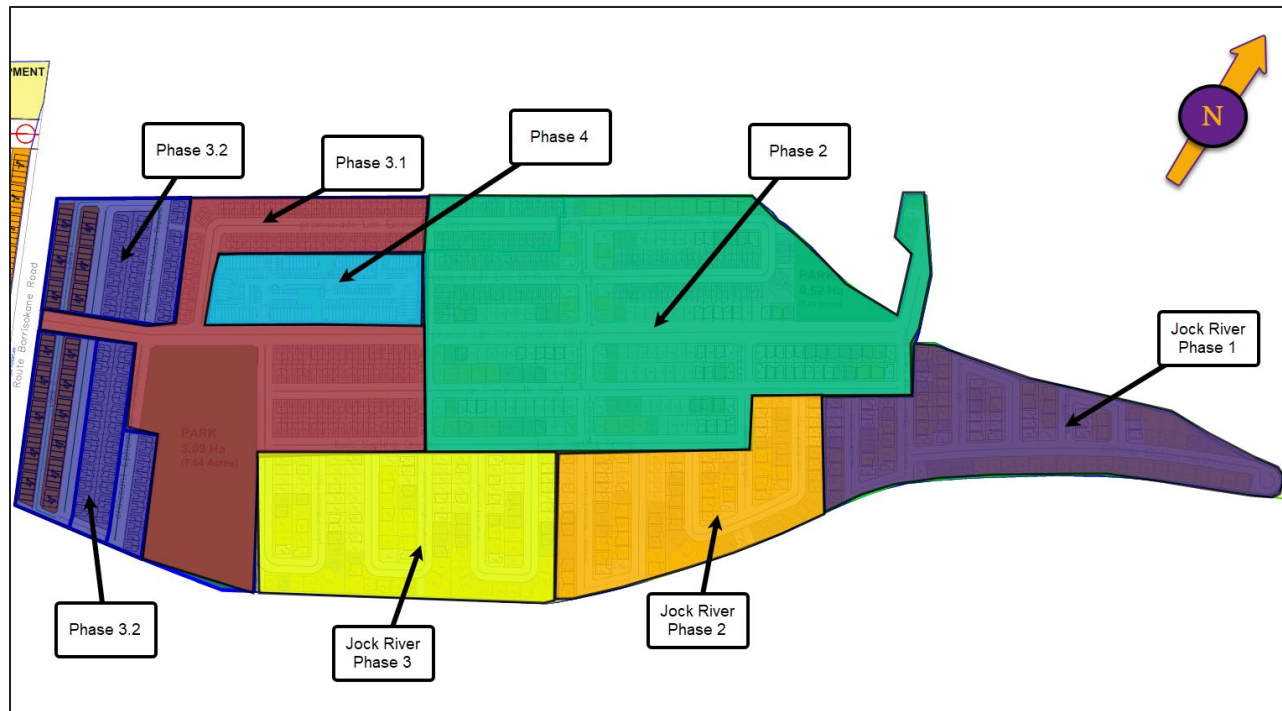 PMENT
N
Phase 3.2
Phase 3.1
Phase 4
Phase 2
PARK
Route Borrisokane Road
Jock River
Phase 1
PARK
3.09 Ha
(7.64 Acres)
Phase 3.2
Jock River
Phase 3
Jock River
Phase 2